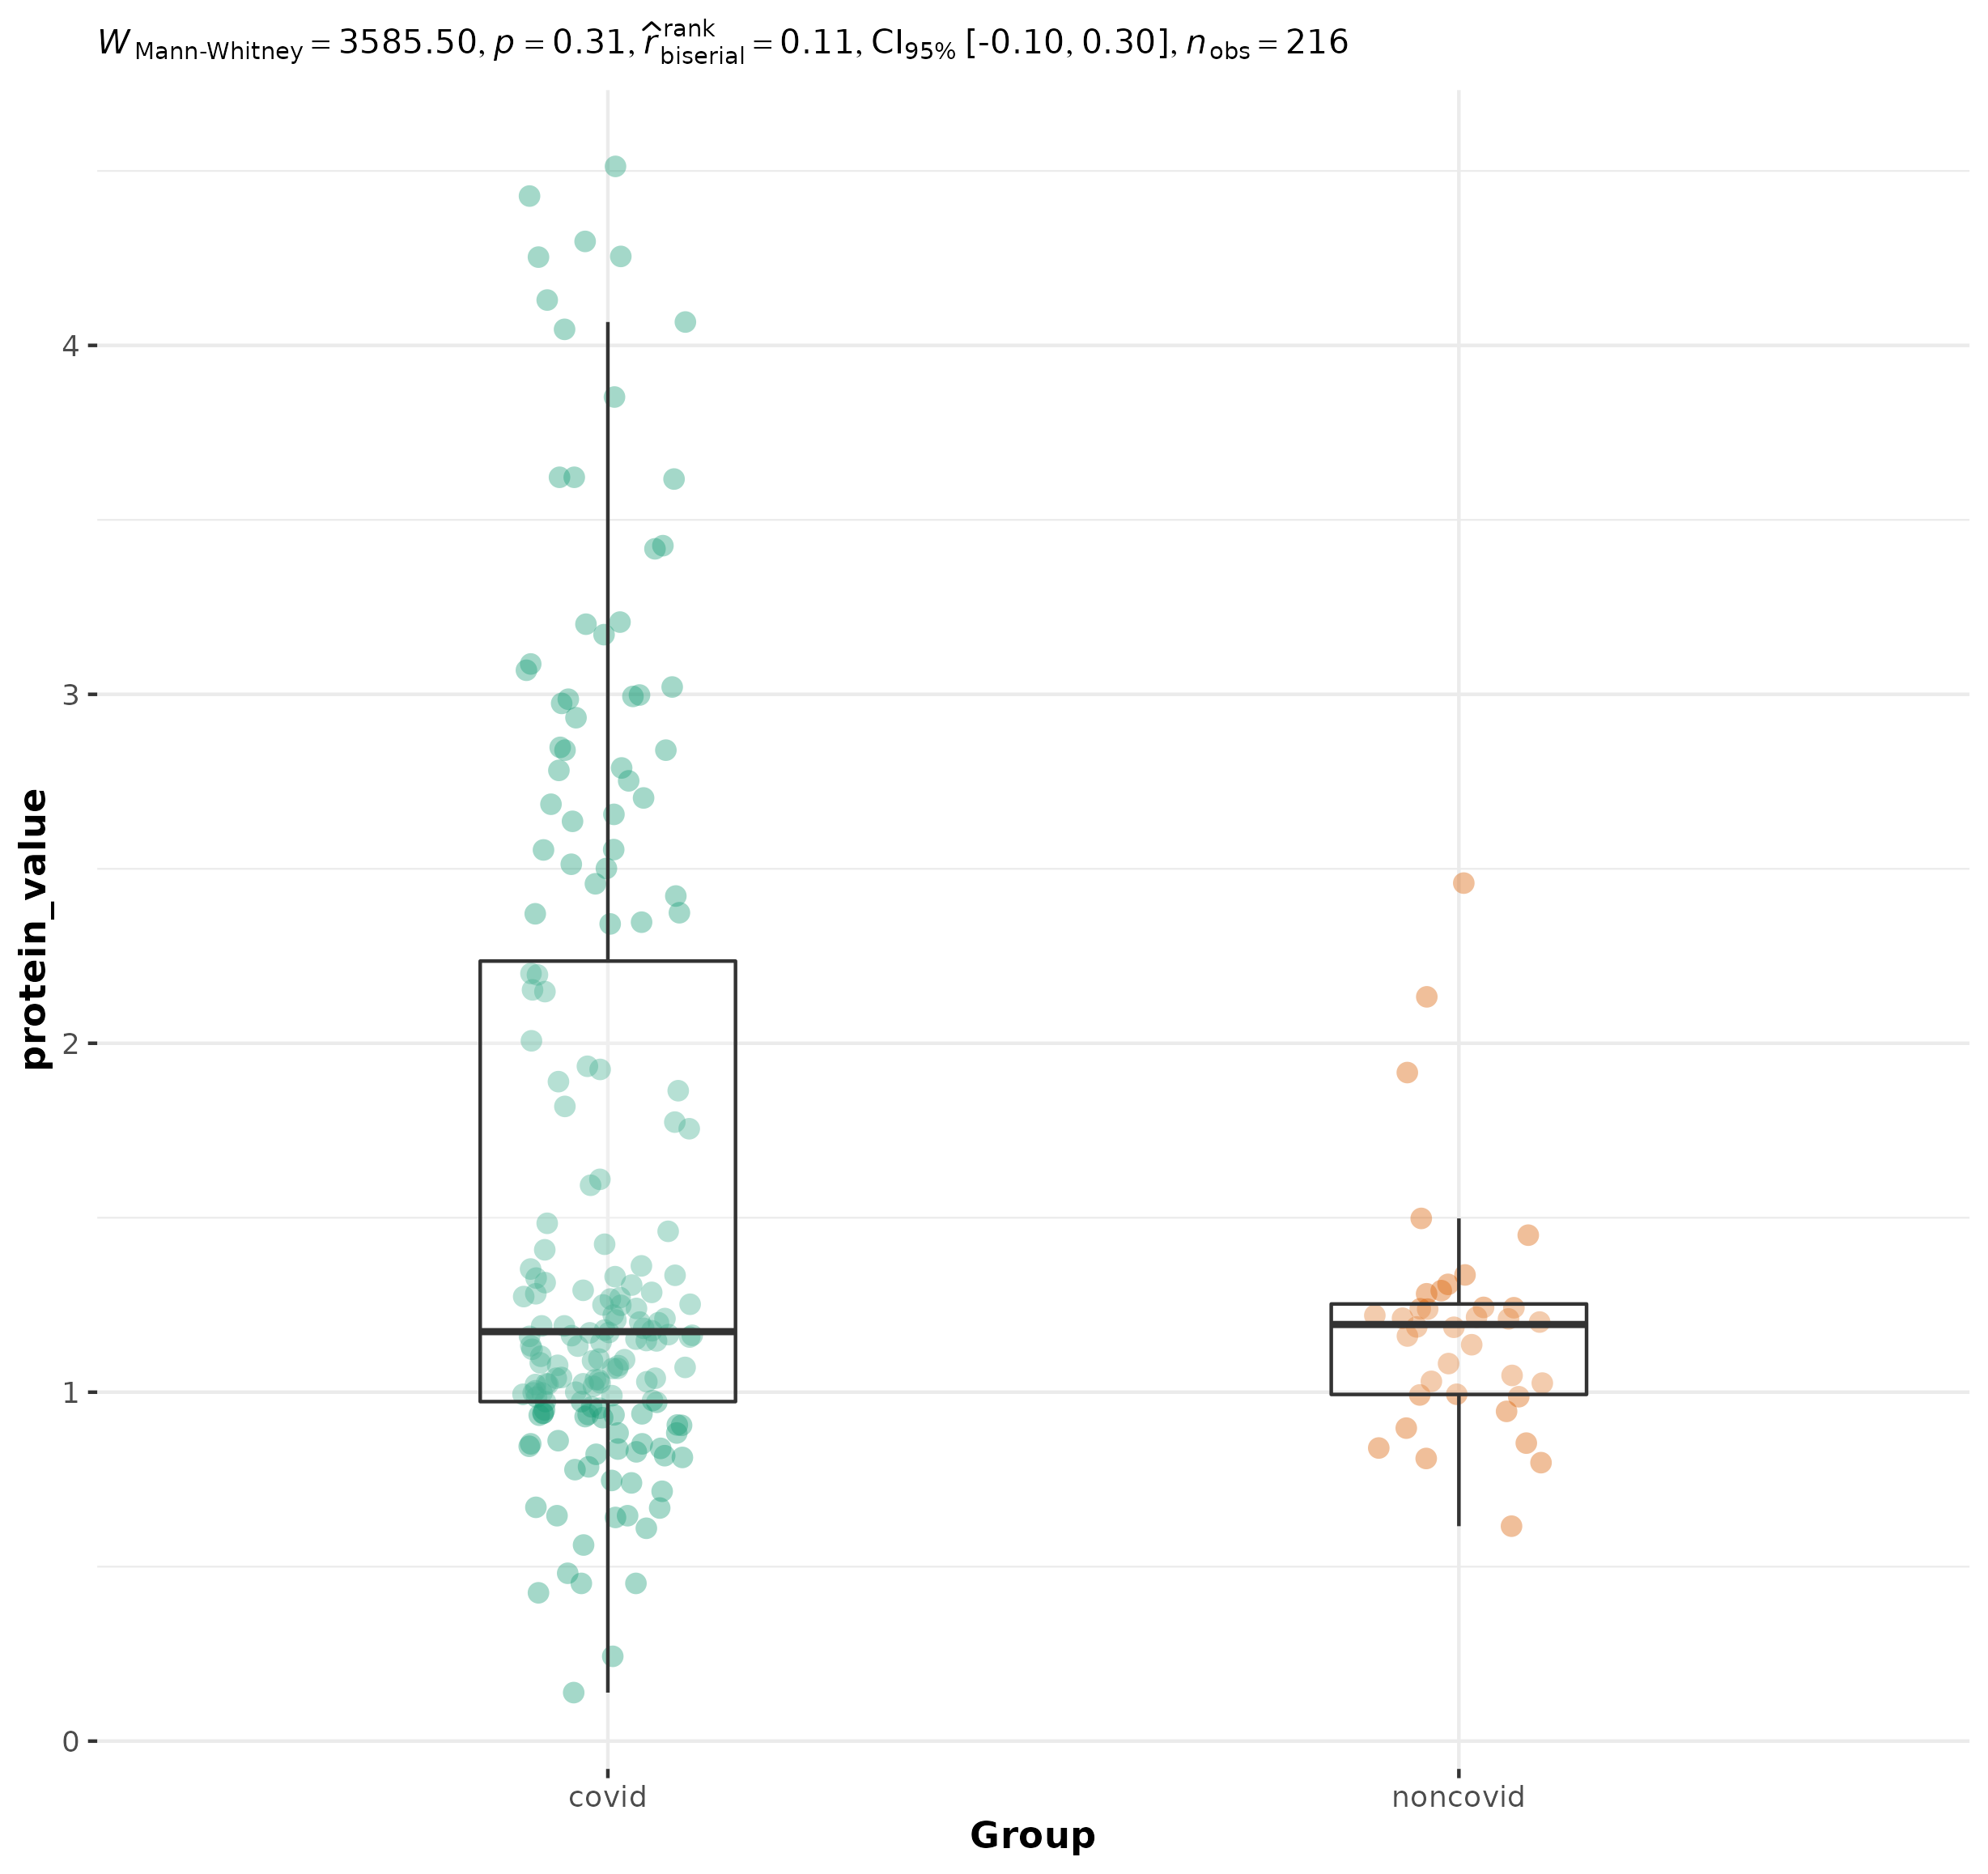 W Mann-Whitney = 3585.50, p = 0.31, r̂ rank biserial = 0.11, CI95% [-0.10, 0.30], n obs = 216
4
3
2
1
0
protein_value
covid
noncovid
Group